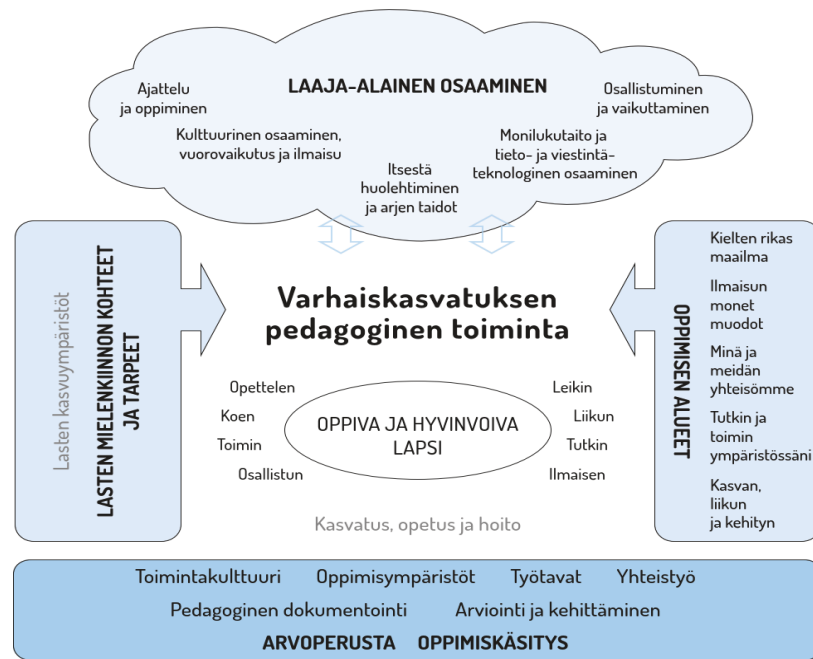 LAAJA-ALAINEN OSAAMINEN
Ajattelu
ja oppiminen
Osallistuminen
ja vaikuttaminen
Kulttuurinen osaaminen,
vuorovaikutus ja ilmaisu
Monilukutaito ja
tieto- ja viestintä-
teknologinen osaaminen
Itsestä
huolehtiminen
ja arjen taidot
Lasten kasvuympäristöt
LASTEN MIELENKIINNON KOHTEET
JA TARPEET
Varhaiskasvatuksen
pedagoginen toiminta
Opettelen
Koen
Toimin
Osallistun
OPPIVA JA HYVINVOIVA
LAPSI
Leikin
Liikun
Tutkin
Ilmaisen
Kasvatus, opetus ja hoito
OPPIMISEN ALUEET
Kielten rikas
maailma
Ilmaisun
monet
muodot
Minä ja
meidän
yhteisömme
Tutkin ja
toimin
ympäristössäni
Kasvan,
liikun
ja kehityn
Toimintakulttuuri Oppimisympäristöt Työtavat Yhteistyö
Pedagoginen dokumentointi Arviointi ja kehittäminen
ARVOPERUSTA OPPIMISKÄSITYS